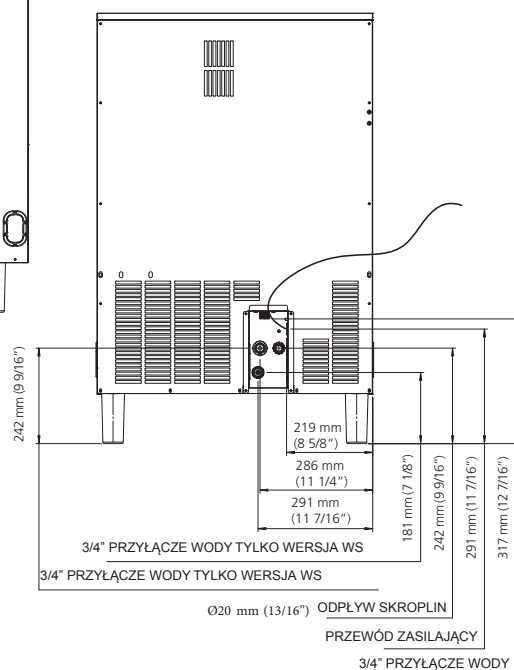 242 mm (9 9/16”)
219 mm
(8 5/8”)
286 mm
(11 1/4”)
291 mm
(11 7/16”)
181 mm (7 1/8”)
242 mm (9 9/16”)
291 mm (11 7/16”)
317 mm (12 7/16”)
3/4” PRZYŁĄCZE WODY TYLKO WERSJA WS
3/4” PRZYŁĄCZE WODY TYLKO WERSJA WS
Ø20 mm (13/16”) ODPŁYW SKROPLIN
PRZEWÓD ZASILAJĄCY
3/4” PRZYŁĄCZE WODY